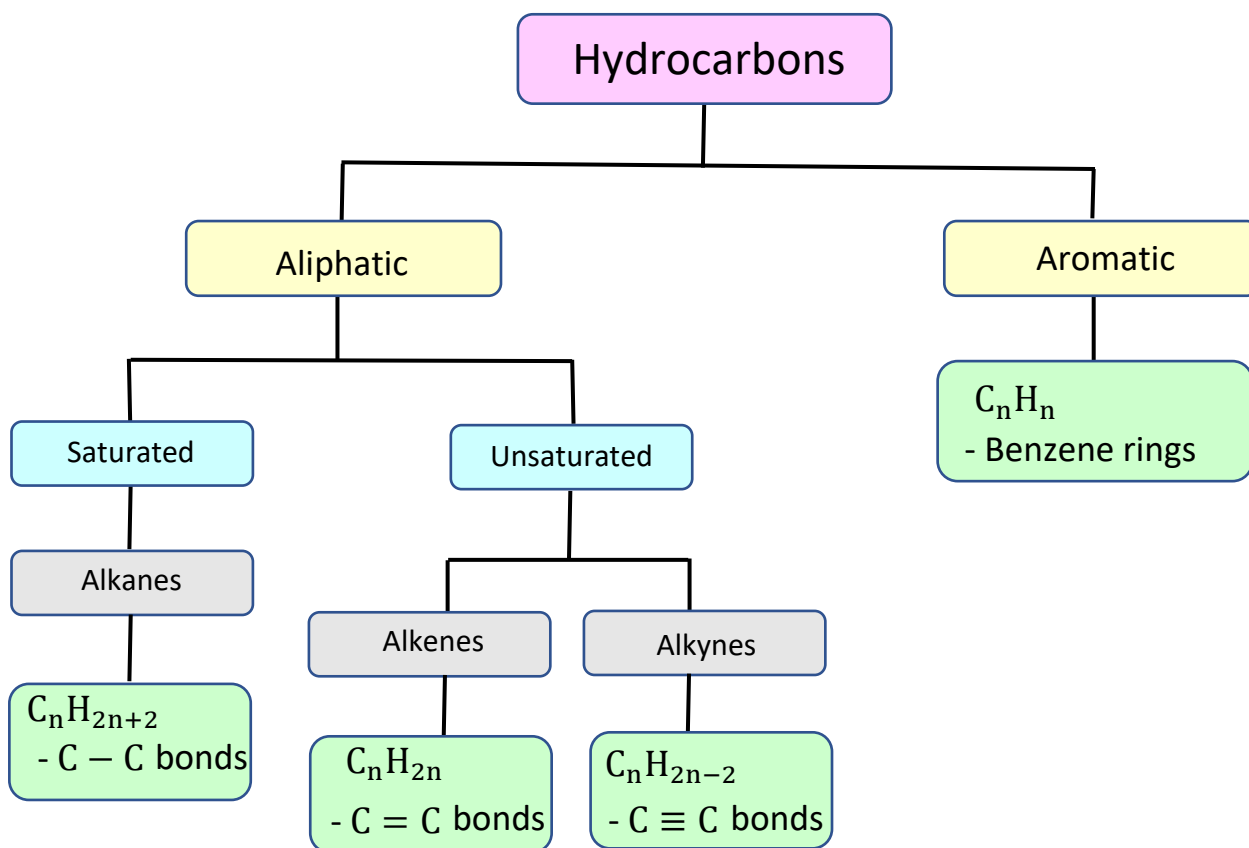 Hydrocarbons
Aliphatic
Aromatic
CₙHₙ
- Benzene rings
Saturated
Unsaturated
Alkanes
Alkenes
Alkynes
CₙH₂ₙ₊₂
- C − C bonds
CₙH₂ₙ
- C = C bonds
CₙH₂ₙ₋₂
- C ≡ C bonds